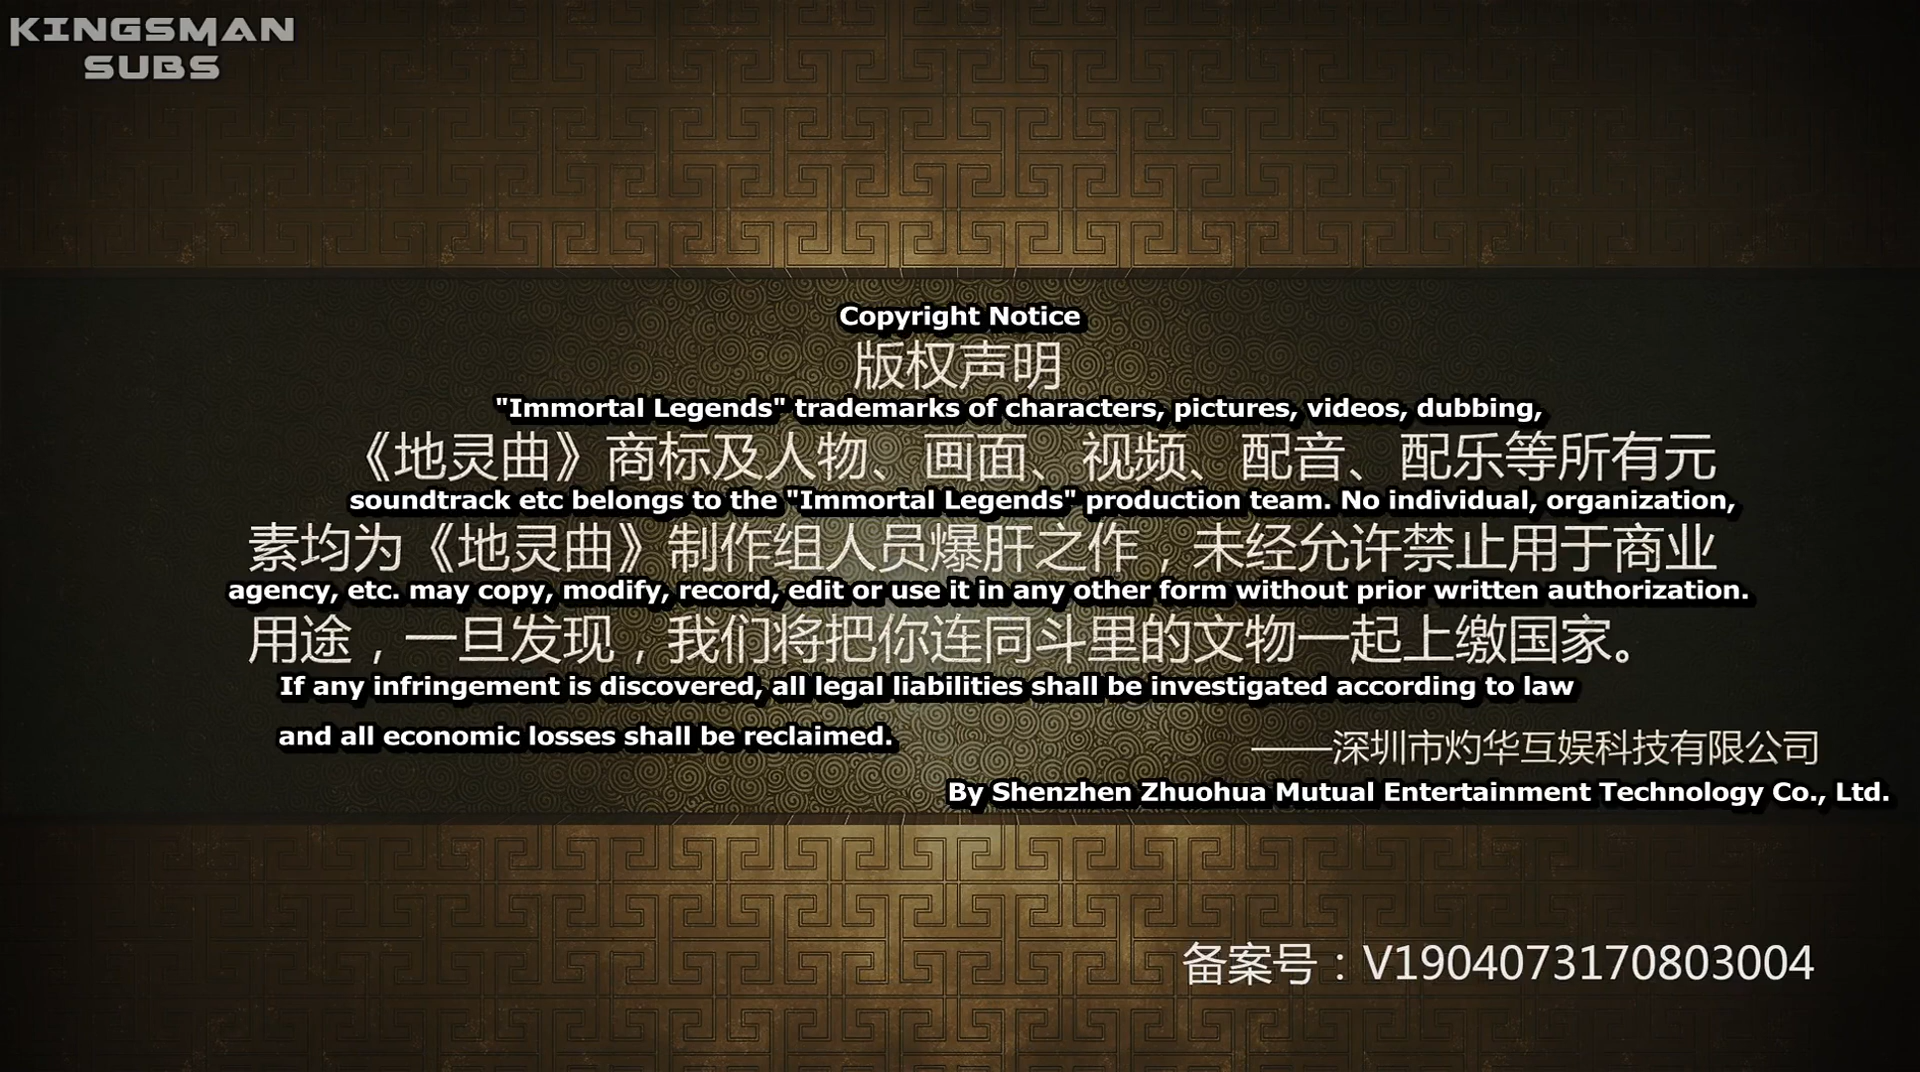 KINGSMAN
SUBS
Copyright Notice
版权声明
"Immortal Legends" trademarks of characters, pictures, videos, dubbing,
《地灵曲》商标及人物、画面、视频、配音、配乐等所有元
soundtrack etc belongs to the "Immortal Legends" production team. No individual, organization,
素均为《地灵曲》制作组人员爆肝之作，未经允许禁止用于商业
agency, etc. may copy, modify, record, edit or use it in any other form without prior written authorization.
用途，一旦发现，我们将把你连同斗里的文物一起上缴国家。
If any infringement is discovered, all legal liabilities shall be investigated according to law
and all economic losses shall be reclaimed.
——深圳市灼华互娱科技有限公司
By Shenzhen Zhuohua Mutual Entertainment Technology Co., Ltd.
备案号：V1904073170803004